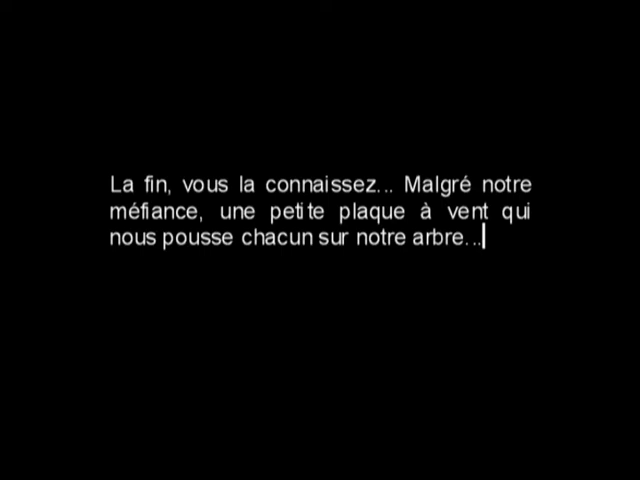 La fin, vous la connaissez... Malgré notre
méfiance, une petite plaque à vent qui
nous pousse chacun sur notre arbre...